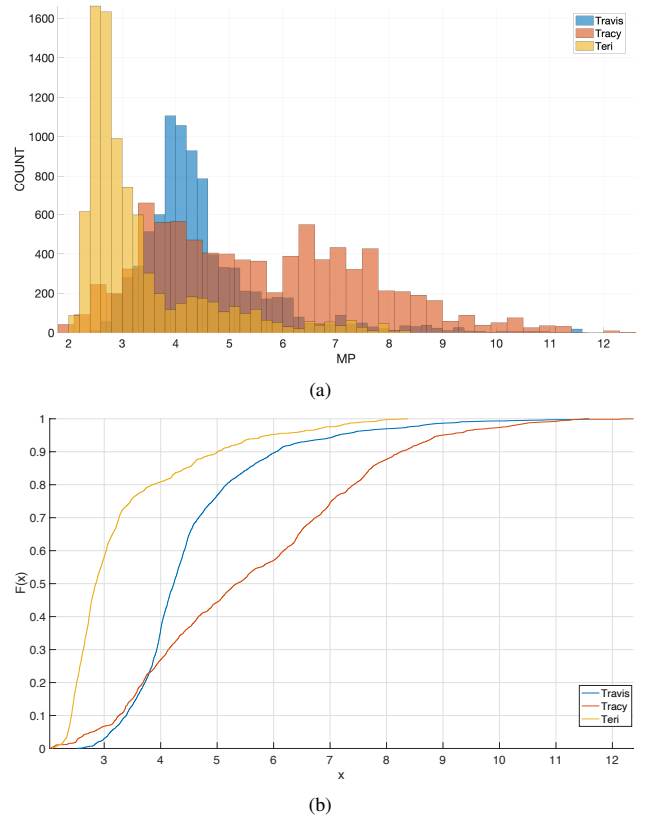 1600
1400
1200
1000
800
600
400
200
0
COUNT
Travis
Tracy
Teri
2 3 4 5 6 7 8 9 10 11 12
MP
(a)
1
0.9
0.8
0.7
0.6
0.5
0.4
0.3
0.2
0.1
0
F(x)
Travis
Tracy
Teri
3 4 5 6 7 8 9 10 11 12
x
(b)